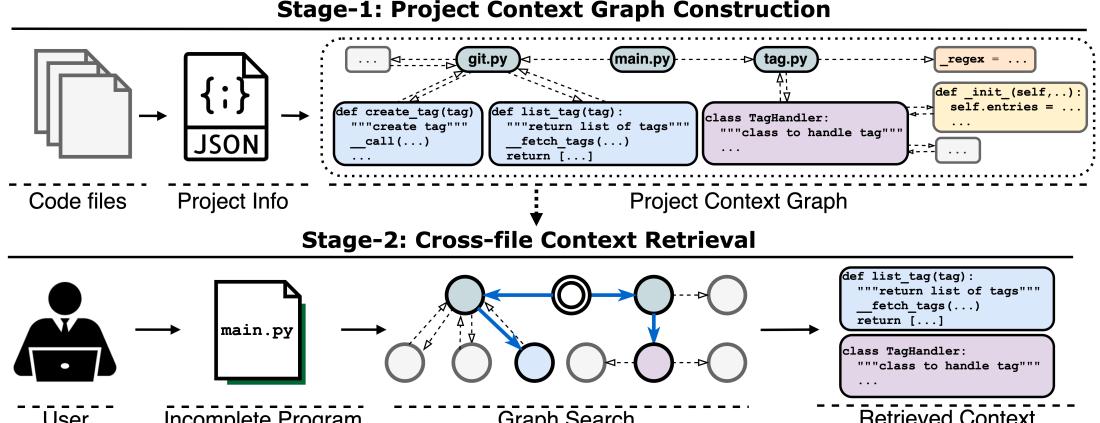 Stage-1: Project Context Graph Construction
{;}
JSON
...
git.py
main.py
tag.py
_regex = ...
def create_tag(tag)
"""create tag"""
__call(...)
...
def list_tag(tag):
"""return list of tags"""
__fetch_tags(...)
return [...]
class TagHandler:
"""class to handle tag"""
...
def _init_(self,..):
self.entries = ...
...
...
Code files
Project Info
Project Context Graph
Stage-2: Cross-file Context Retrieval
main.py
def list_tag(tag):
"""return list of tags"""
__fetch_tags(...)
return [...]
class TagHandler:
"""class to handle tag"""
...
User
Incomplete Program
Graph Search
Retrieved Context